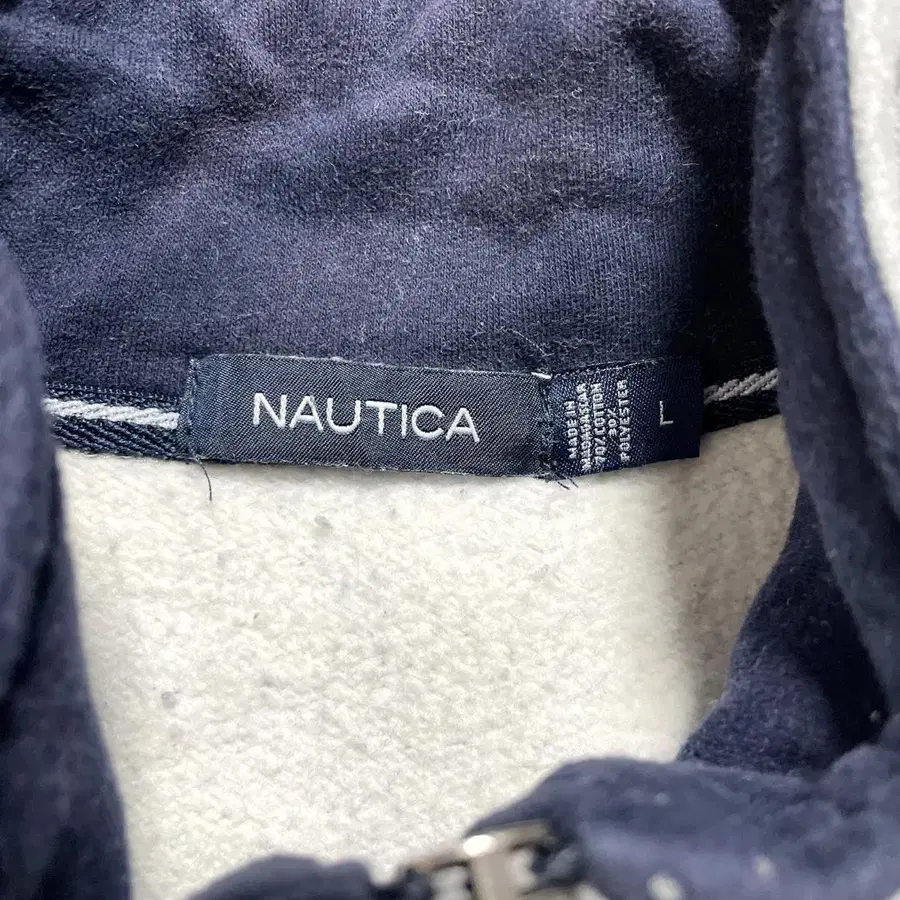 NAUTICA
MADE IN
MADAGASCAR
70% COTTON
30%
POLYESTER
L